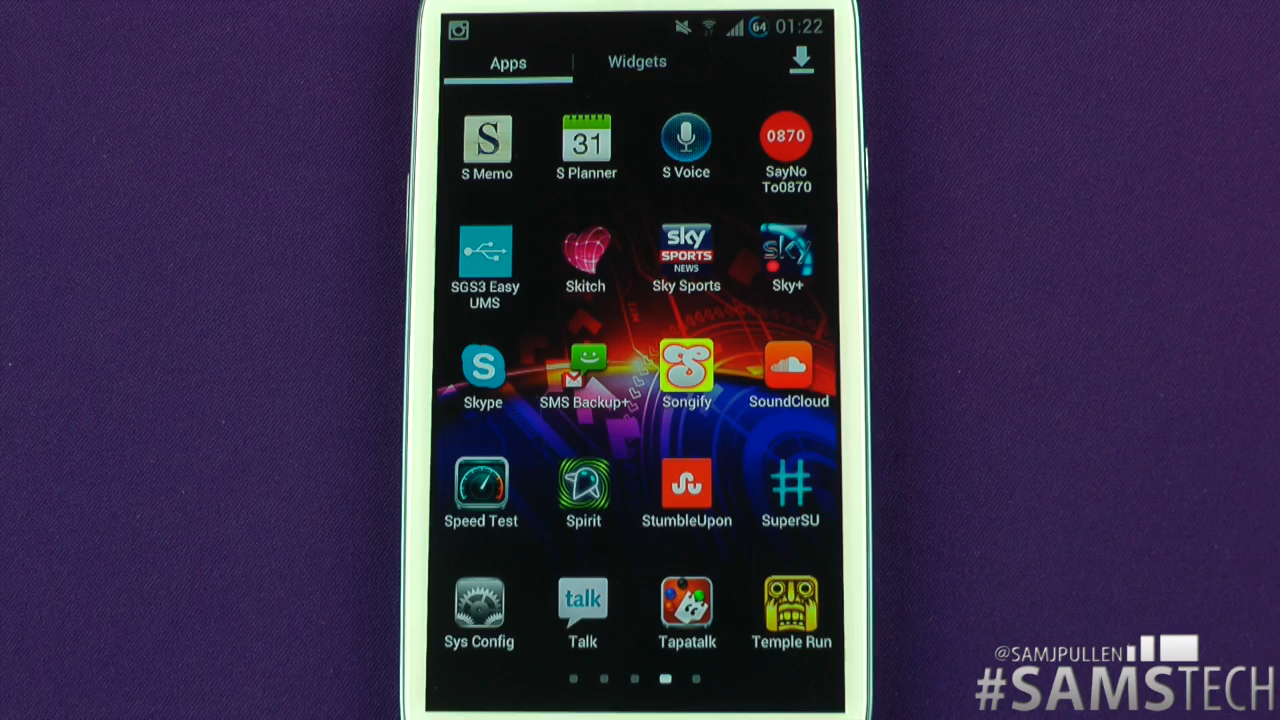 64 01:22
Apps Widgets
S 31 0870
S Memo S Planner S Voice SayNo
To0870
sky
SPORTS
NEWS
sky
SGS3 Easy Skitch Sky Sports Sky+
UMS
S
Skype SMS Backup+ Songify SoundCloud
Speed Test Spirit StumbleUpon SuperSU
talk
Sys Config Talk Tapatalk Temple Run
@SAMJPULLEN
#SAMSTECH